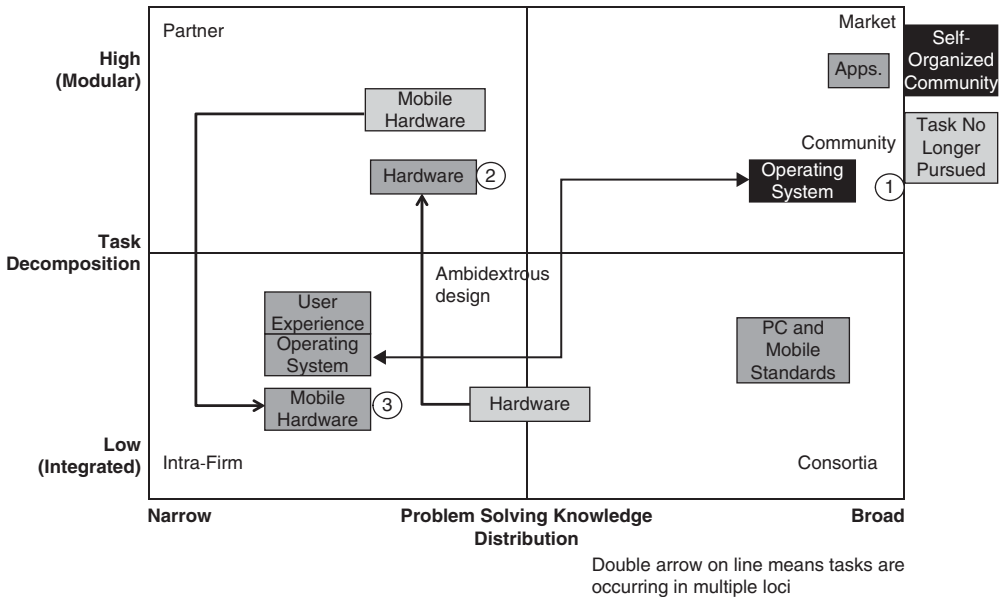 Partner
Market
High
(Modular)
Self-
Organized
Community
Apps.
Mobile
Hardware
Task No
Longer
Pursued
Community
Hardware
2
Operating
System
1
Task
Decomposition
Ambidextrous
design
User
Experience
Operating
System
PC and
Mobile
Standards
Mobile
Hardware
3
Hardware
Low
(Integrated)
Intra-Firm
Consortia
Narrow
Problem Solving Knowledge
Distribution
Broad
Double arrow on line means tasks are
occurring in multiple loci